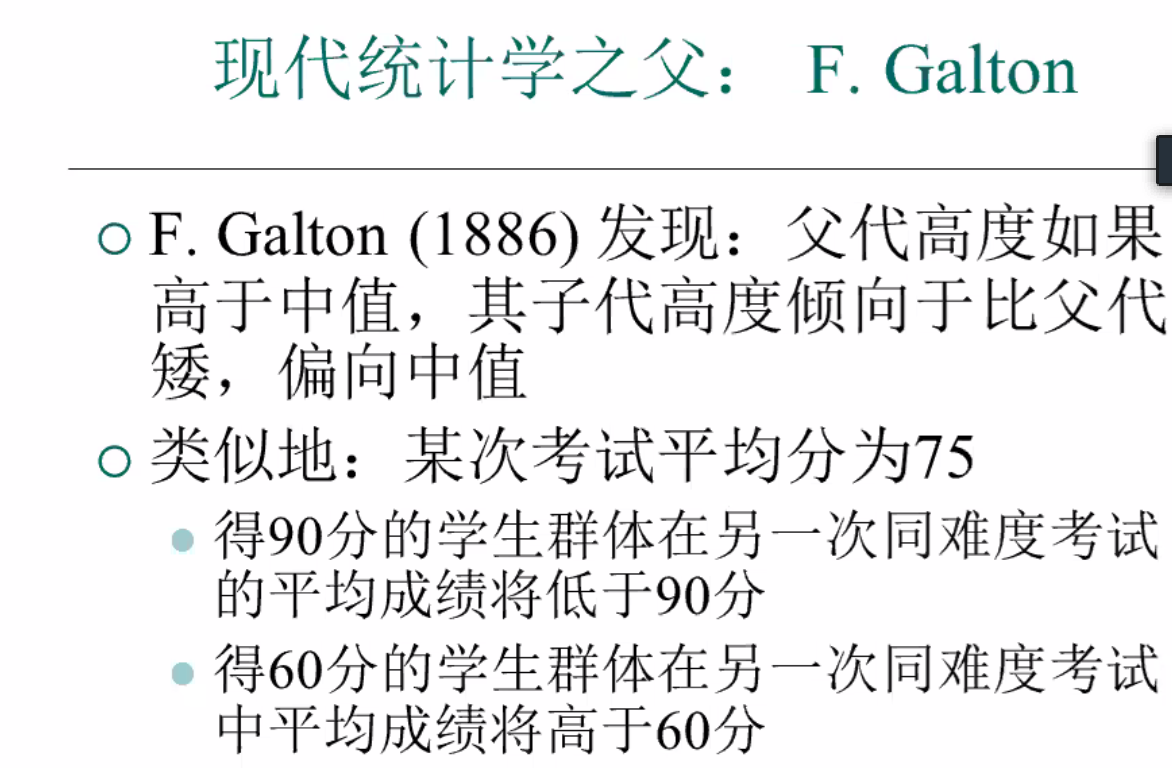 现代统计学之父： F. Galton
F. Galton (1886) 发现：父代高度如果
高于中值，其子代高度倾向于比父代
矮，偏向中值
类似地：某次考试平均分为75
得90分的学生群体在另一次同难度考试
的平均成绩将低于90分
得60分的学生群体在另一次同难度考试
中平均成绩将高于60分